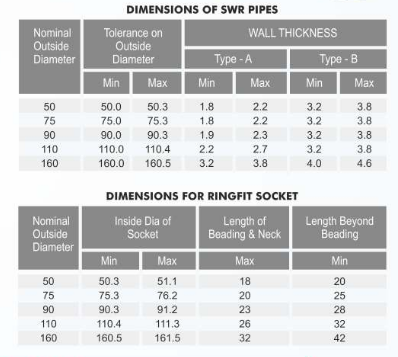 DIMENSIONS OF SWR PIPES
Nominal Outside Diameter | Tolerance on Outside Diameter | WALL THICKNESS
Type - A | Type - B
Min | Max | Min | Max | Min | Max
50 | 50.0 | 50.3 | 1.8 | 2.2 | 3.2 | 3.8
75 | 75.0 | 75.3 | 1.8 | 2.2 | 3.2 | 3.8
90 | 90.0 | 90.3 | 1.9 | 2.3 | 3.2 | 3.8
110 | 110.0 | 110.4 | 2.2 | 2.7 | 3.2 | 3.8
160 | 160.0 | 160.5 | 3.2 | 3.8 | 4.0 | 4.6
DIMENSIONS FOR RINGFIT SOCKET
Nominal Outside Diameter | Inside Dia of Socket | Length of Beading & Neck | Length Beyond Beading
Min | Max | Max | Min
50 | 50.3 | 51.1 | 18 | 20
75 | 75.3 | 76.2 | 20 | 25
90 | 90.3 | 91.2 | 23 | 28
110 | 110.4 | 111.3 | 26 | 32
160 | 160.5 | 161.5 | 32 | 42